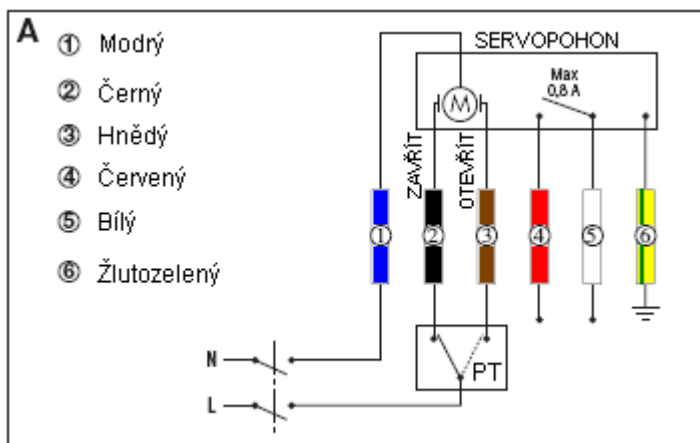 A
① Modrý
② Černý
③ Hnědý
④ Červený
⑤ Bílý
⑥ Žlutozelený
SERVOPOHON
Max
0,8 A
M
ZAVŘÍT
OTEVŘÍT
① ② ③ ④ ⑤ ⑥
PT
N
L